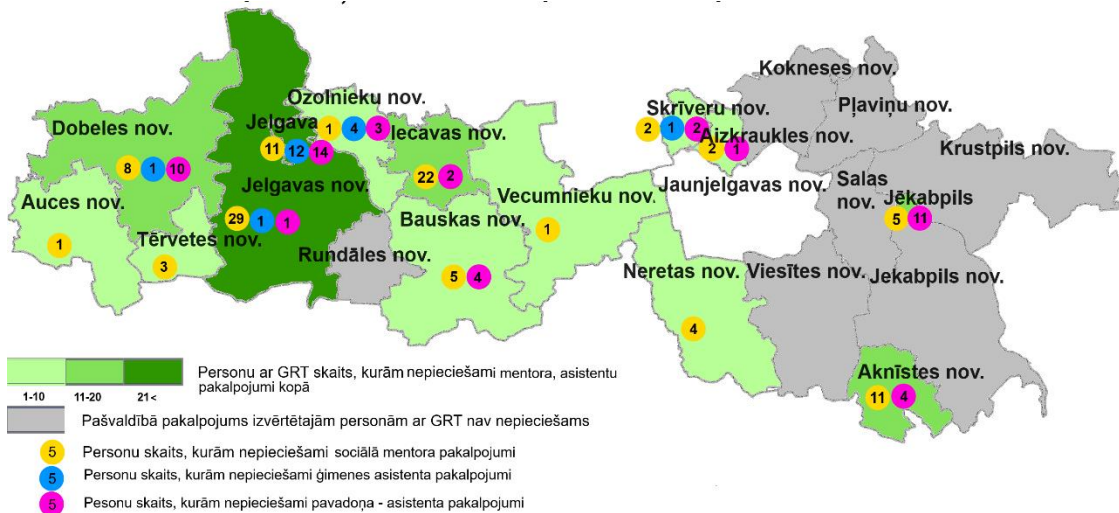 Kokneses nov.
Ozolnieku nov.
Skrīveru nov.
Pļaviņu nov.
Dobeles nov.
Jelgava
1 4 3
Iecavas nov.
2 1 2
Aizkraukles nov.
2 1
Krustpils nov.
11 12 14
8 1 10
22 2
Jelgavas nov.
Vecumnieku nov.
Jaunjelgavas nov.
Salas
nov.
Jēkabpils
5 11
Auces nov.
29 1 1
Bauskas nov.
1
1
Tērvetes nov.
3
Rundāles nov.
5 4
Neretas nov.
Viesītes nov.
Jekabpils nov.
4
Aknīstes nov.
11 4
1-10 11-20 21<
Personu ar GRT skaits, kurām nepieciešami mentora, asistentu
pakalpojumi kopā
Pašvaldībā pakalpojums izvērtētajām personām ar GRT nav nepieciešams
5 Personu skaits, kurām nepieciešami sociālā mentora pakalpojumi
5 Personu skaits, kurām nepieciešami ģimenes asistenta pakalpojumi
5 Pesonu skaits, kurām nepieciešami pavadoņa - asistenta pakalpojumi